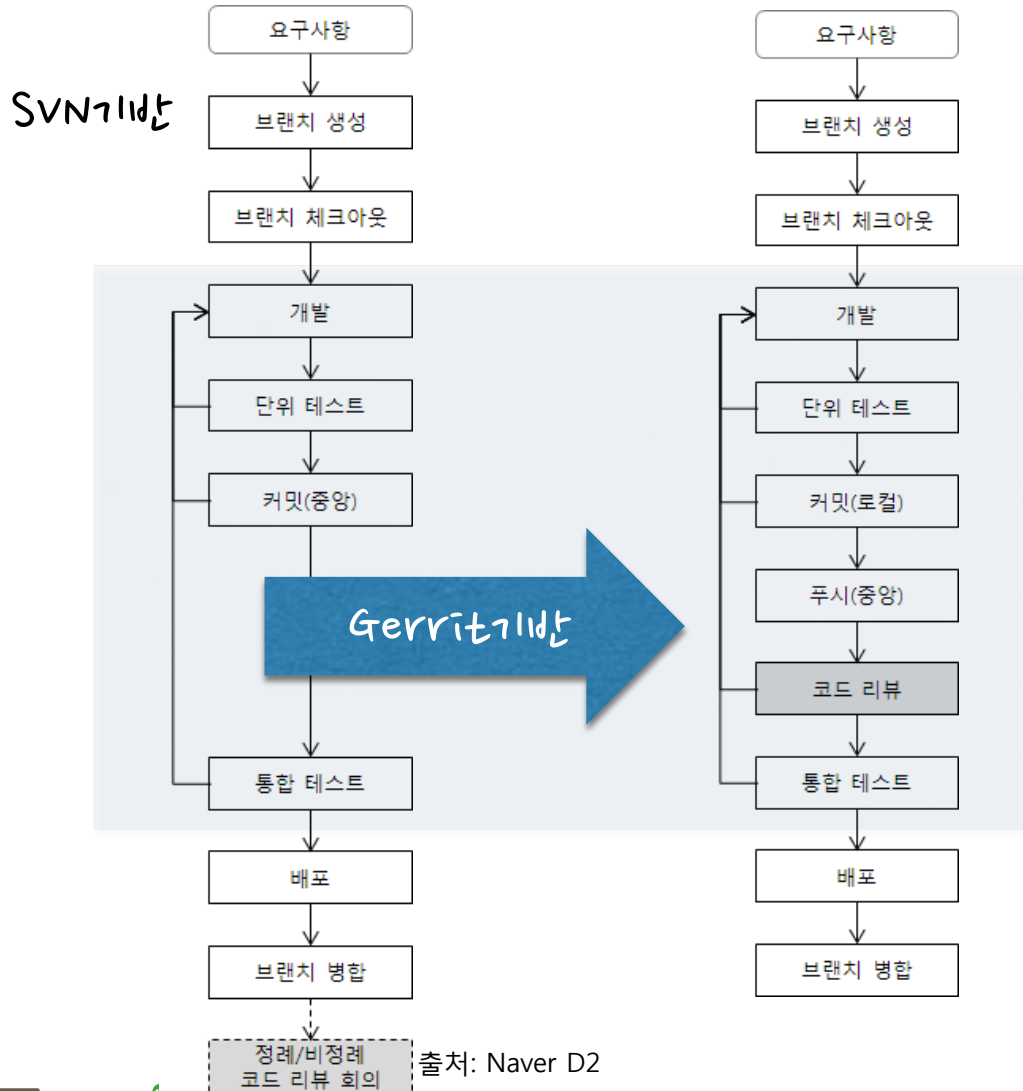 SVN기반
요구사항
브랜치 생성
브랜치 체크아웃
개발
단위 테스트
커밋(중앙)
통합 테스트
배포
브랜치 병합
정례/비정례
코드 리뷰 회의
Gerrit기반
요구사항
브랜치 생성
브랜치 체크아웃
개발
단위 테스트
커밋(로컬)
푸시(중앙)
코드 리뷰
통합 테스트
배포
브랜치 병합
출처: Naver D2